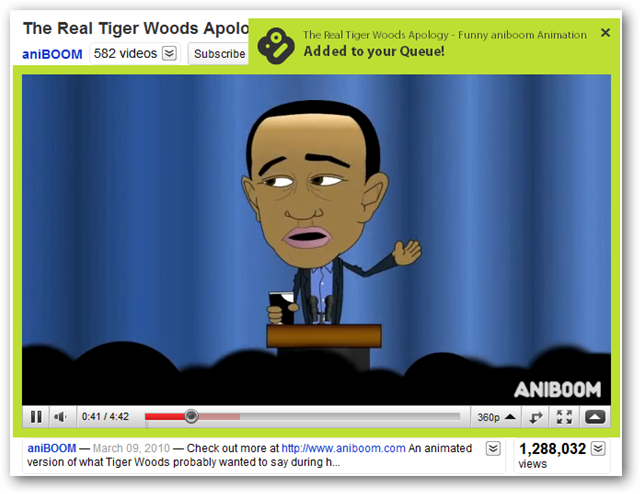 The Real Tiger Woods Apolo
The Real Tiger Woods Apology - Funny aniboom Animation
Added to your Queue!
aniBOOM 582 videos Subscribe
ANIBOOM
0:41 / 4:42 360p
aniBOOM — March 09, 2010 — Check out more at http://www.aniboom.com An animated
version of what Tiger Woods probably wanted to say during h...
1,288,032
views